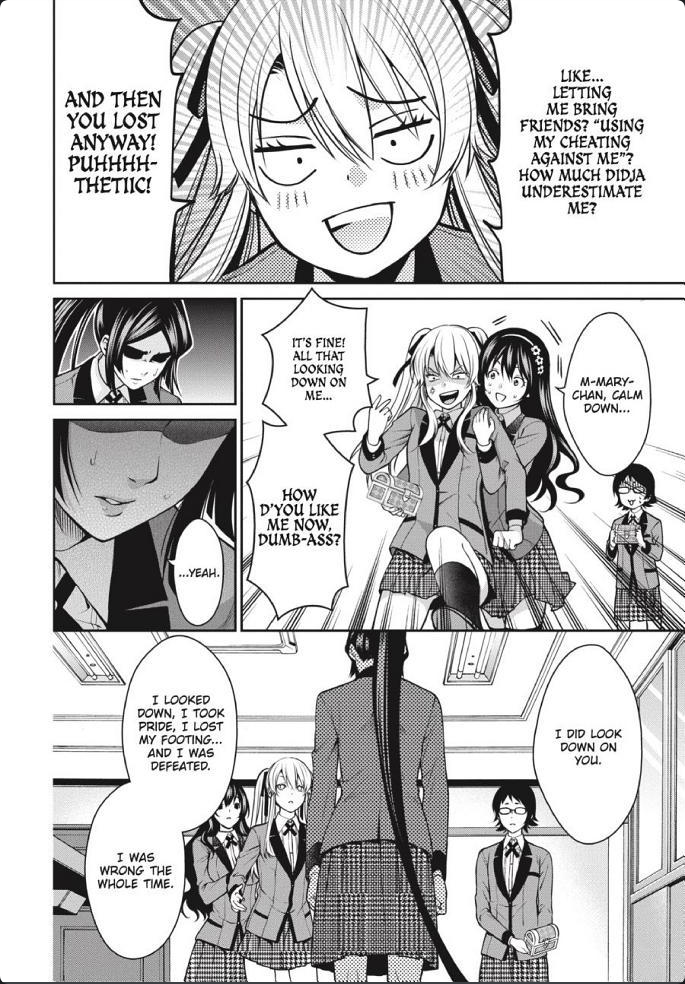 LIKE...
LETTING
ME BRING
FRIENDS? “USING
MY CHEATING
AGAINST ME”?
HOW MUCH DIDJA
UNDERESTIMATE
ME?
AND THEN
YOU LOST
ANYWAY!
PUHHHH-
THETIIC!
M-MARY-
CHAN, CALM
DOWN...
IT'S FINE!
ALL THAT
LOOKING
DOWN ON
ME...
HOW
D'YOU LIKE
ME NOW,
DUMB-ASS?
...YEAH.
I DID LOOK
DOWN ON
YOU.
I LOOKED
DOWN, I TOOK
PRIDE, I LOST
MY FOOTING...
AND I WAS
DEFEATED.
I WAS
WRONG THE
WHOLE TIME.